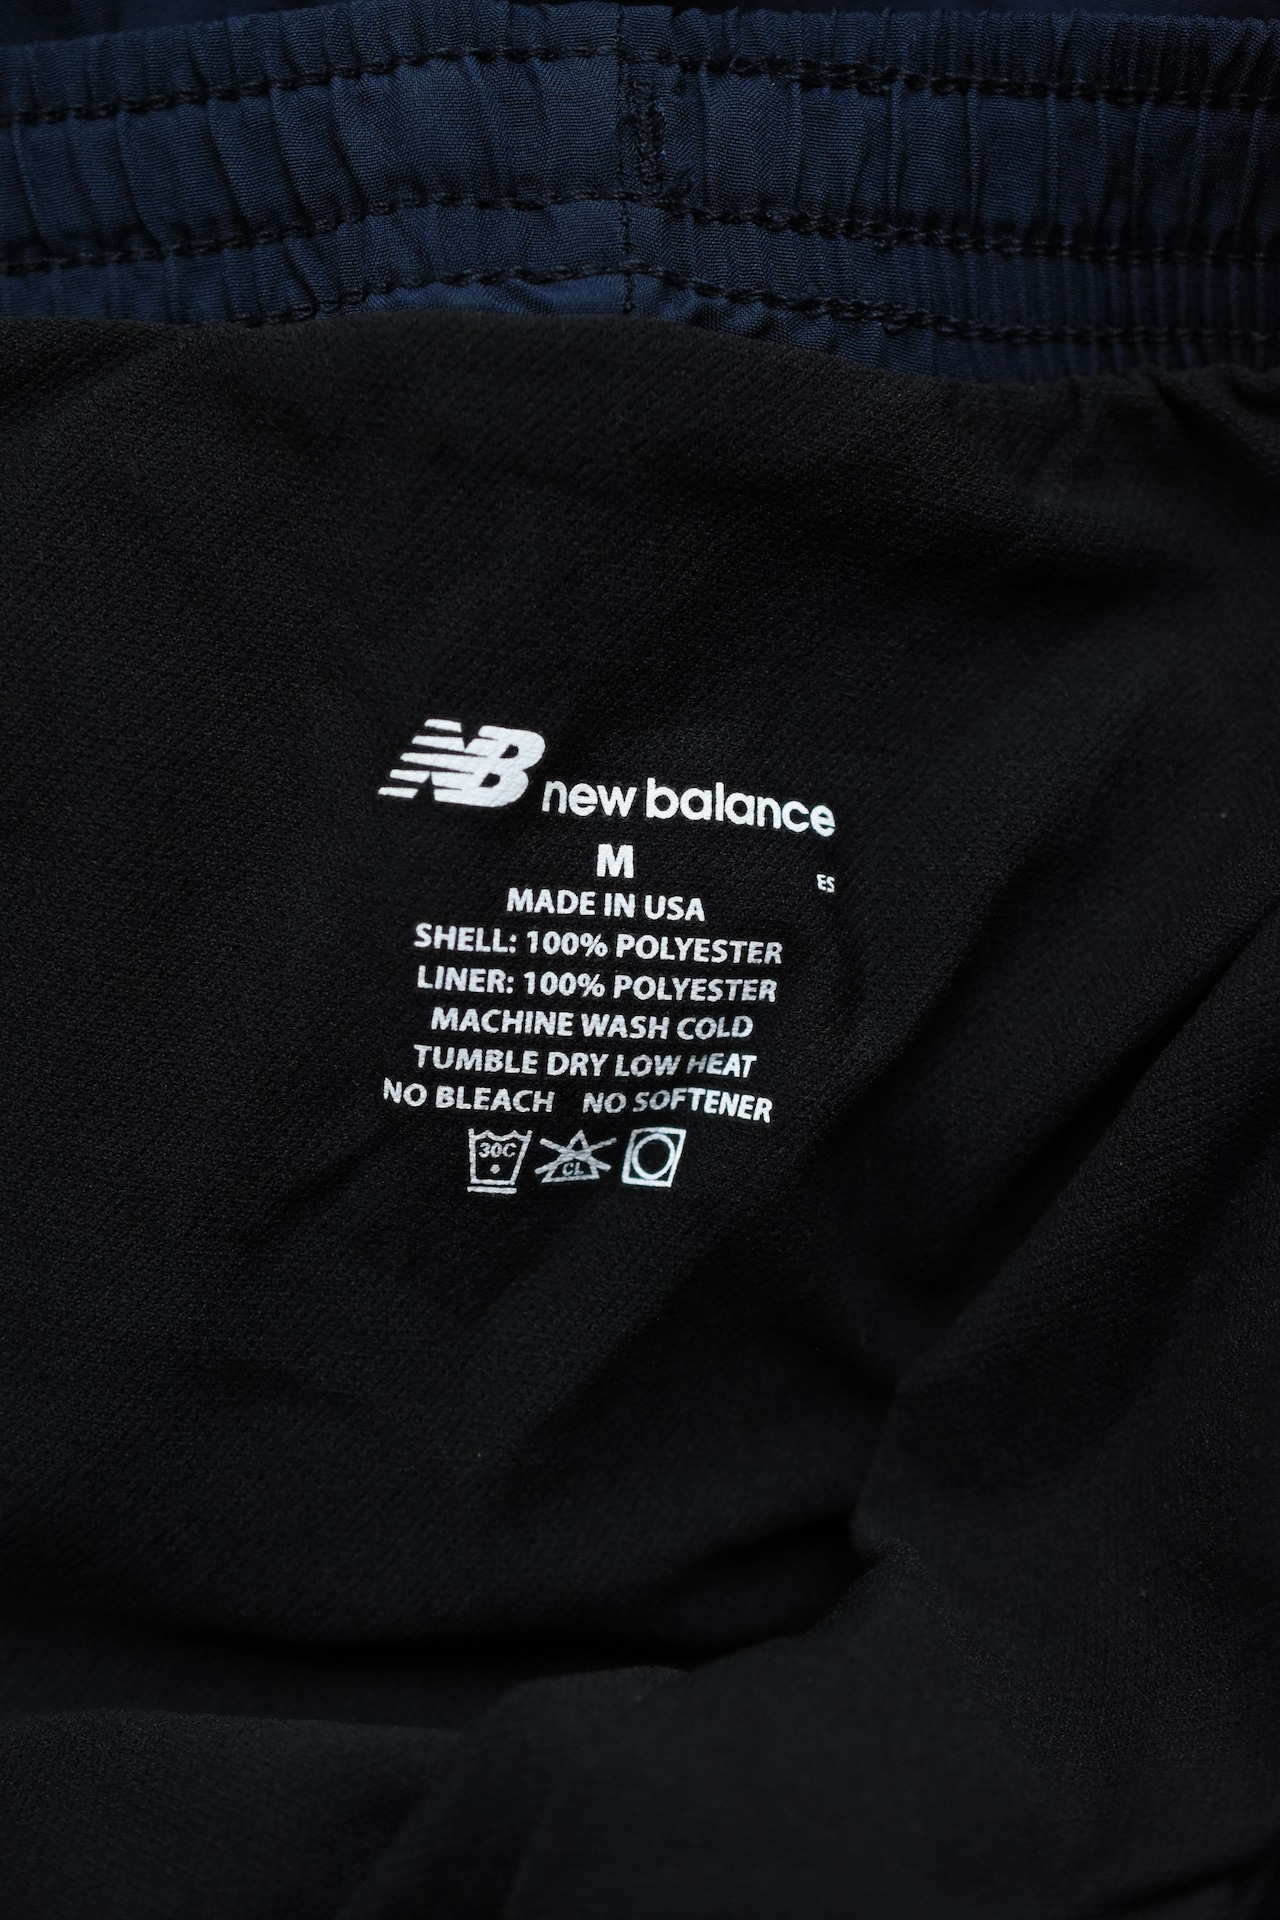 NB new balance
M
ES
MADE IN USA
SHELL: 100% POLYESTER
LINER: 100% POLYESTER
MACHINE WASH COLD
TUMBLE DRY LOW HEAT
NO BLEACH NO SOFTENER
30C CL